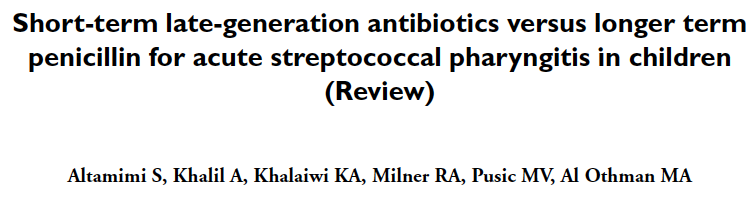 Short-term late-generation antibiotics versus longer term
penicillin for acute streptococcal pharyngitis in children
(Review)
Altamimi S, Khalil A, Khalaiwi KA, Milner RA, Pusic MV, Al Othman MA